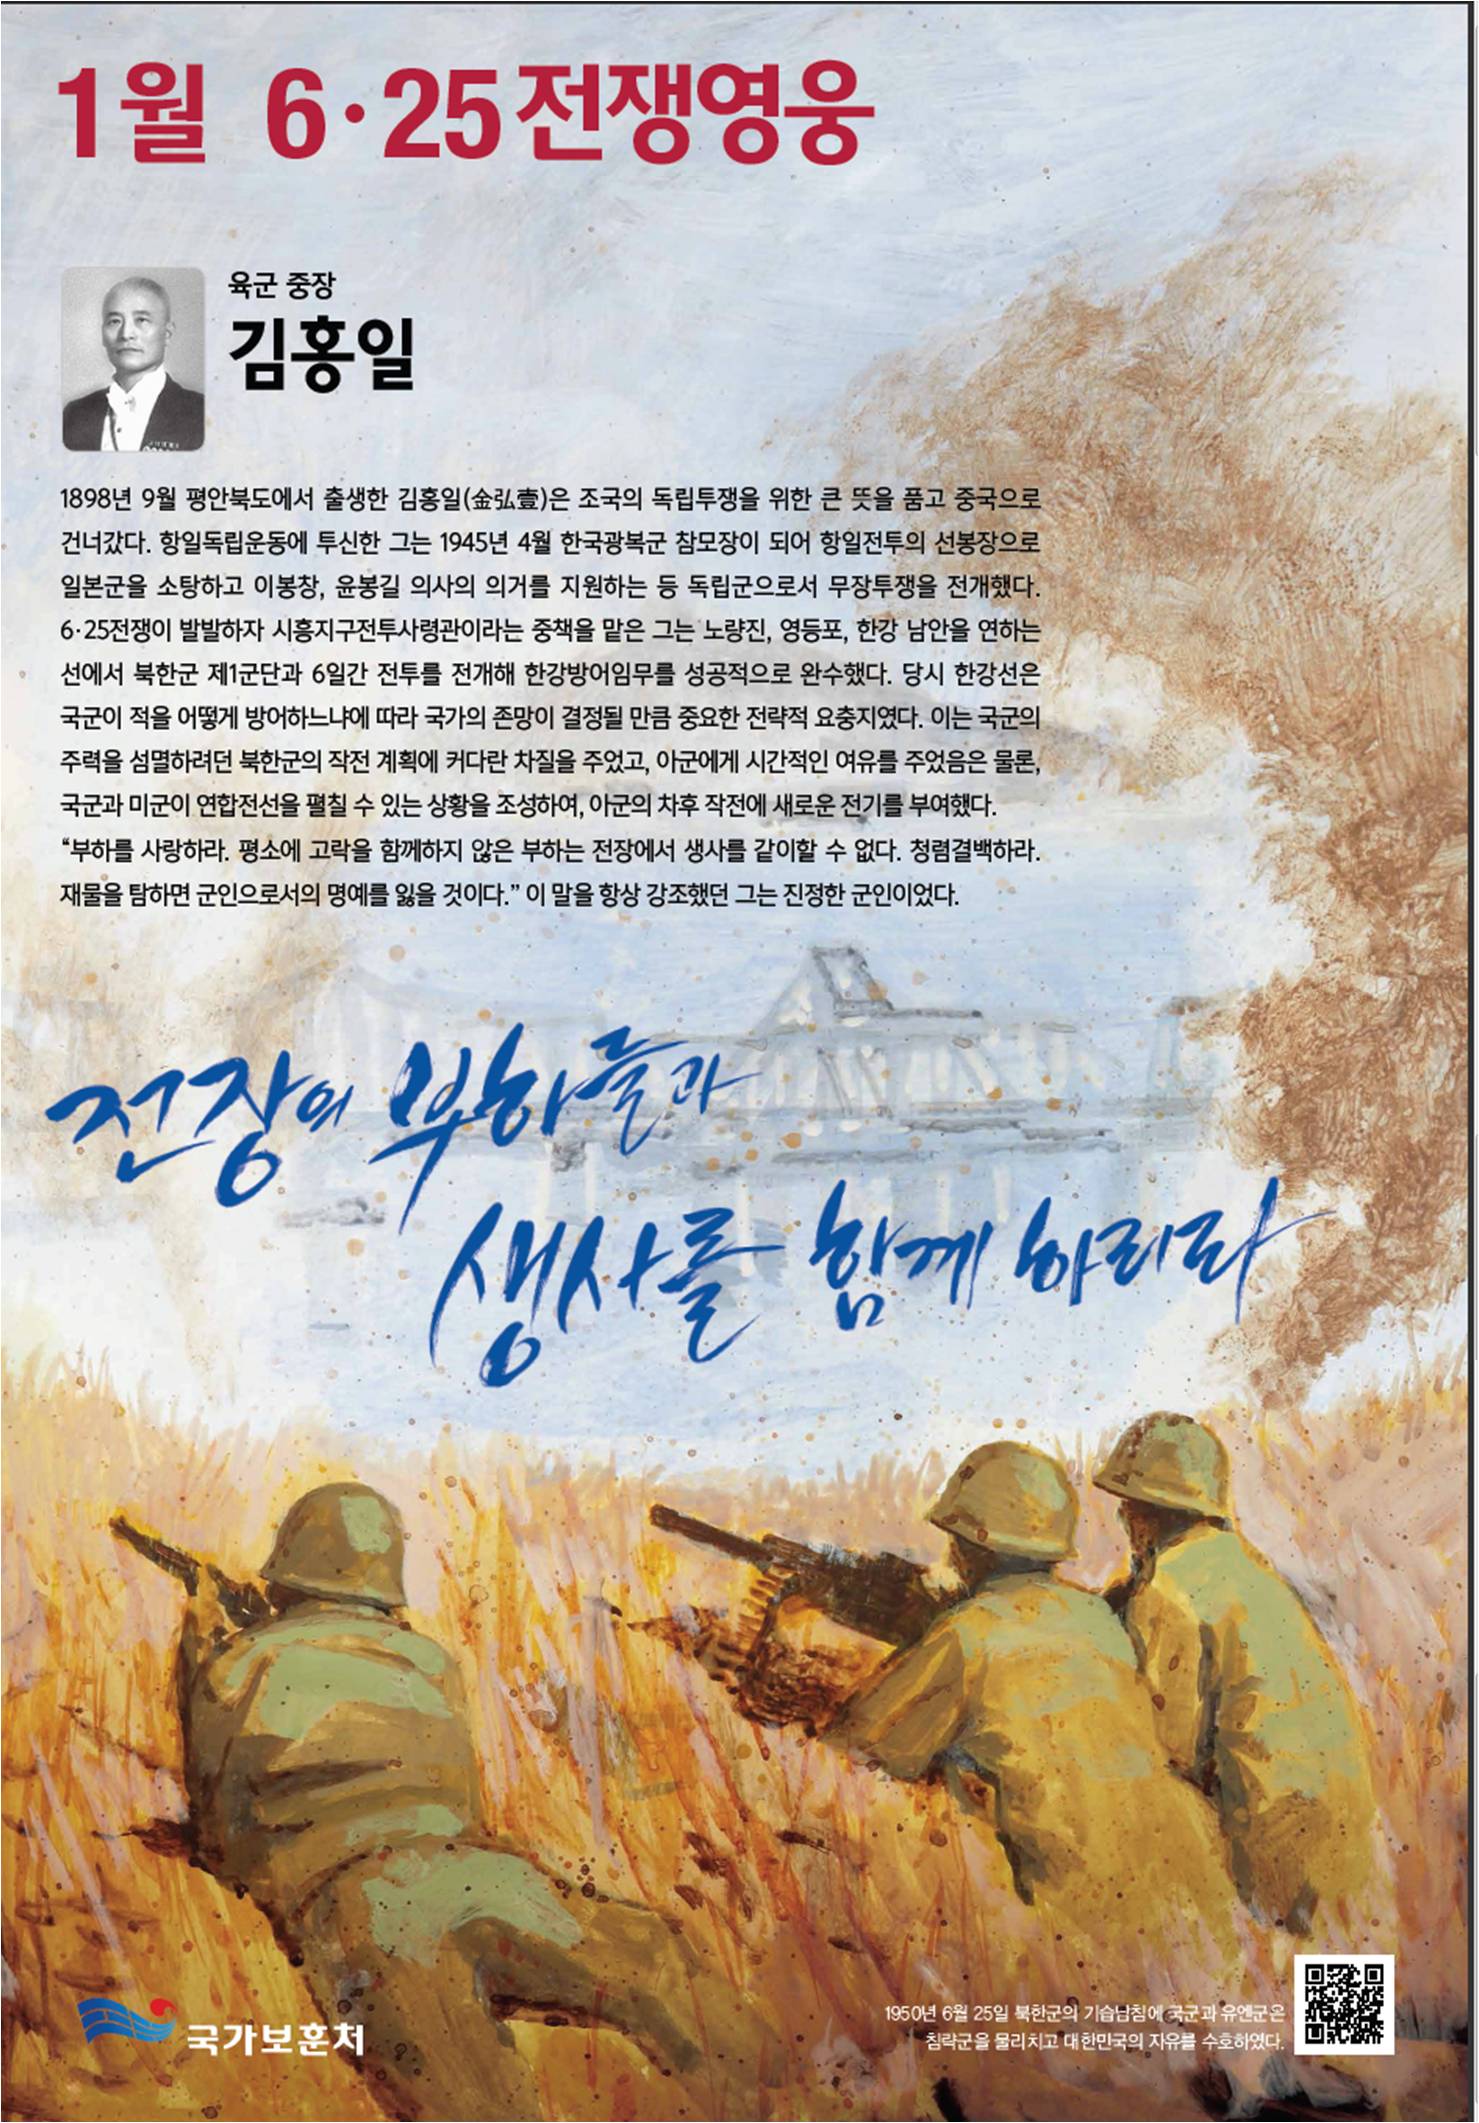 1월 6·25전쟁영웅
육군 중장
김홍일
1898년 9월 평안북도에서 출생한 김홍일(金弘壹)은 조국의 독립투쟁을 위한 큰 뜻을 품고 중국으로
건너갔다. 항일독립운동에 투신한 그는 1945년 4월 한국광복군 참모장이 되어 항일전투의 선봉장으로
일본군을 소탕하고 이봉창, 윤봉길 의사의 의거를 지원하는 등 독립군으로서 무장투쟁을 전개했다.
6·25전쟁이 발발하자 시흥지구전투사령관이라는 중책을 맡은 그는 노량진, 영등포, 한강 남안을 연하는
선에서 북한군 제1군단과 6일간 전투를 전개해 한강방어임무를 성공적으로 완수했다. 당시 한강선은
국군이 적을 어떻게 방어하느냐에 따라 국가의 존망이 결정될 만큼 중요한 전략적 요충지였다. 이는 국군의
주력을 섬멸하려던 북한군의 작전 계획에 커다란 차질을 주었고, 아군에게 시간적인 여유를 주었음은 물론,
국군과 미군이 연합전선을 펼칠 수 있는 상황을 조성하여, 아군의 차후 작전에 새로운 전기를 부여했다.
“부하를 사랑하라. 평소에 고락을 함께하지 않은 부하는 전장에서 생사를 같이할 수 없다. 청렴결백하라.
재물을 탐하면 군인으로서의 명예를 잃을 것이다.” 이 말을 항상 강조했던 그는 진정한 군인이었다.
전장의 부하들과
생사를 함께 하리라
1950년 6월 25일 북한군의 기습남침에 국군과 유엔군은
침략군을 물리치고 대한민국의 자유를 수호하였다.
국가보훈처